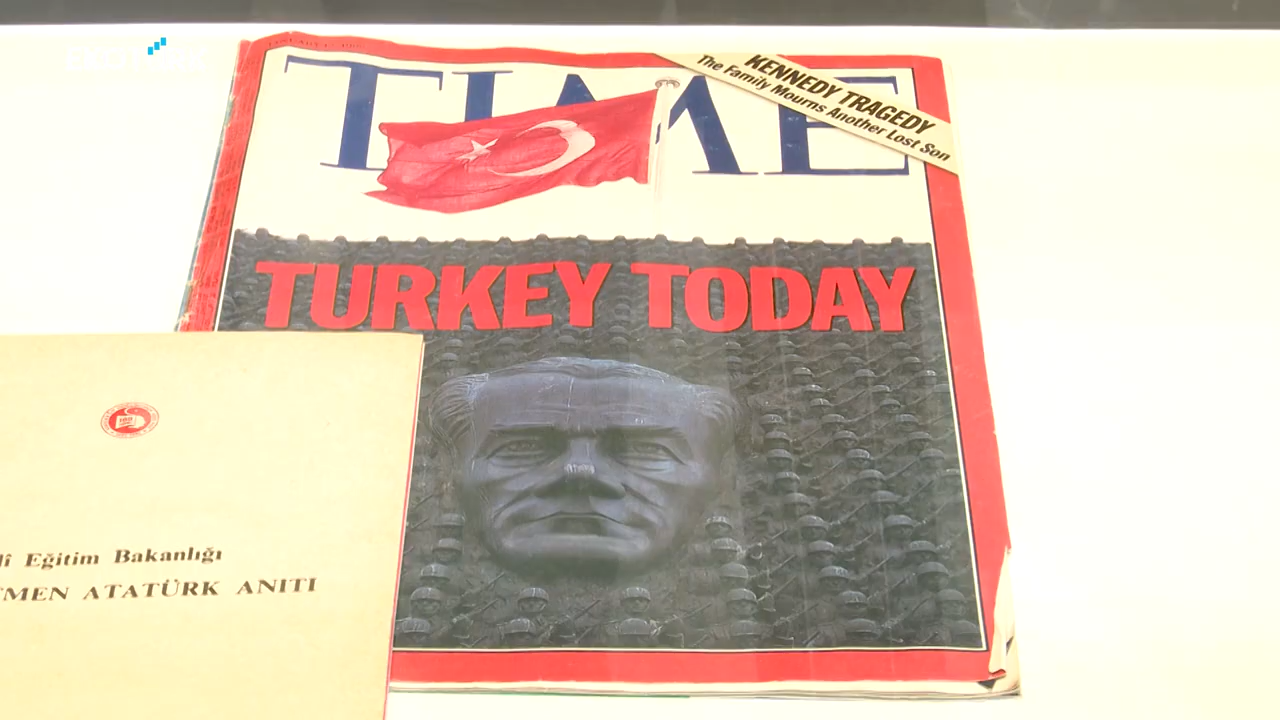 TIME
KENNEDY TRAGEDY
The Family Mourns Another Lost Son
TURKEY TODAY
Eğitim Bakanlığı
ATATÜRK ANITI